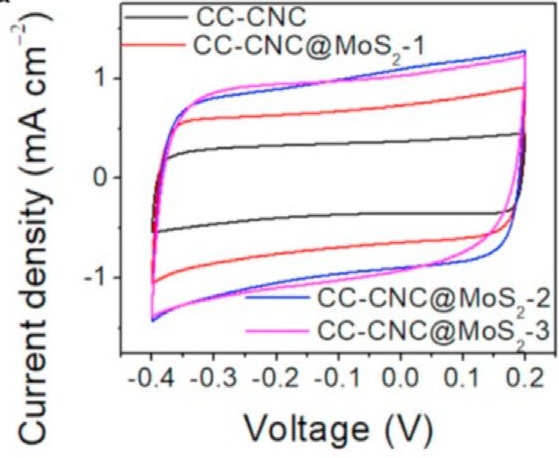 CC-CNC
CC-CNC@MoS₂-1
Current density (mA cm⁻²)
1
0
-1
CC-CNC@MoS₂-2
CC-CNC@MoS₂-3
-0.4 -0.3 -0.2 -0.1 0.0 0.1 0.2
Voltage (V)